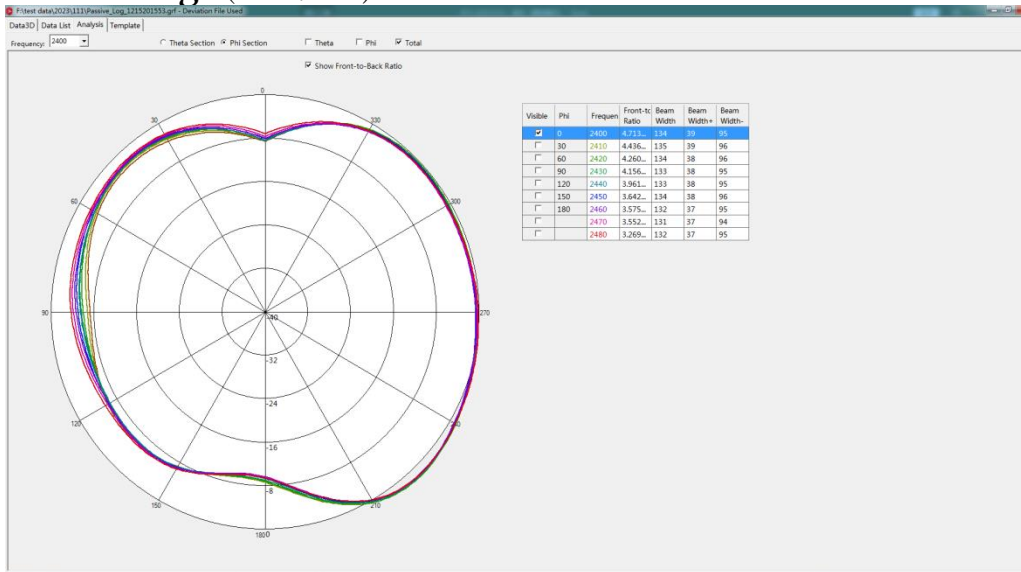 F:\test data\2023\111\Passive_Log_1215201553.grf - Deviation File Used
Data3D Data List Analysis Template
Frequency: 2400 Theta Section Phi Section Theta Phi Total
Show Front-to-Back Ratio
Visible Phi Frequen Front-tc Ratio Beam Width Beam Width+ Beam Width-
0 2400 4.713... 134 39 95
30 2410 4.436... 135 39 96
60 2420 4.260... 134 38 96
90 2430 4.156... 133 38 95
120 2440 3.961... 133 38 95
150 2450 3.642... 134 38 96
180 2460 3.575... 132 37 95
2470 3.552... 131 37 94
2480 3.269... 132 37 95
0
30 330
60 300
90 -40 270
-32
-24
120 240
-16
-8
150 210
180 0